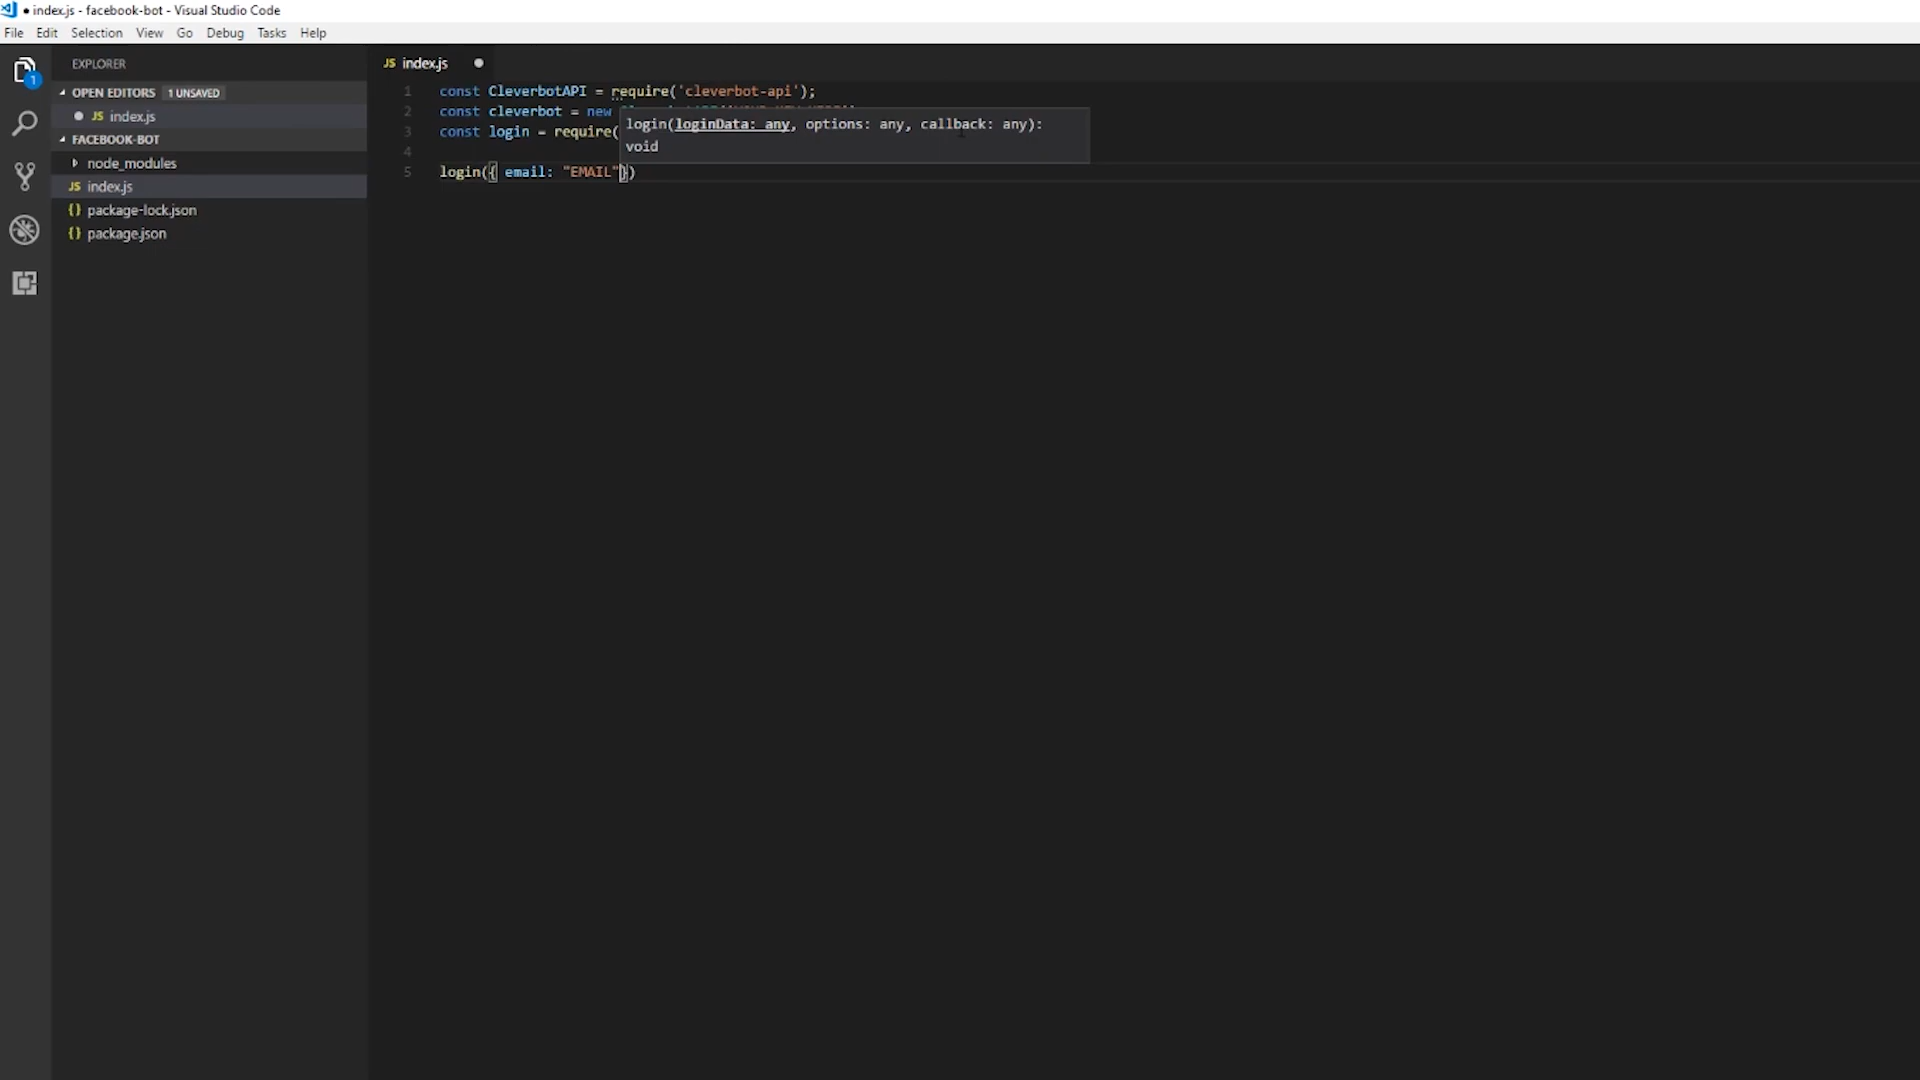 ● index.js - facebook-bot - Visual Studio Code
File Edit Selection View Go Debug Tasks Help
EXPLORER
OPEN EDITORS 1 UNSAVED
● JS index.js
FACEBOOK-BOT
node_modules
JS index.js
{} package-lock.json
{} package.json
1
JS index.js ●
1 const CleverbotAPI = require('cleverbot-api');
2 const cleverbot = new
3 const login = require(
4
5 login({ email: "EMAIL"})
login(loginData: any, options: any, callback: any):
void